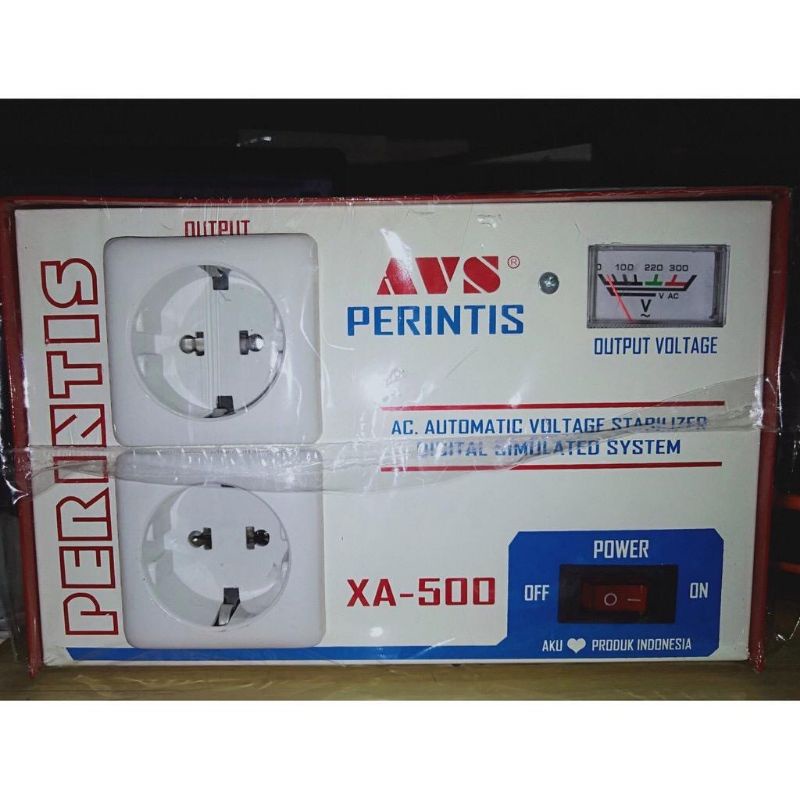 PERINTIS
OUTPUT
AVS®
PERINTIS
0 100 220 300
V AC
V
~
OUTPUT VOLTAGE
AC. AUTOMATIC VOLTAGE STABILIZER
DIGITAL SIMULATED SYSTEM
XA-500
POWER
OFF
ON
AKU ❤ PRODUK INDONESIA